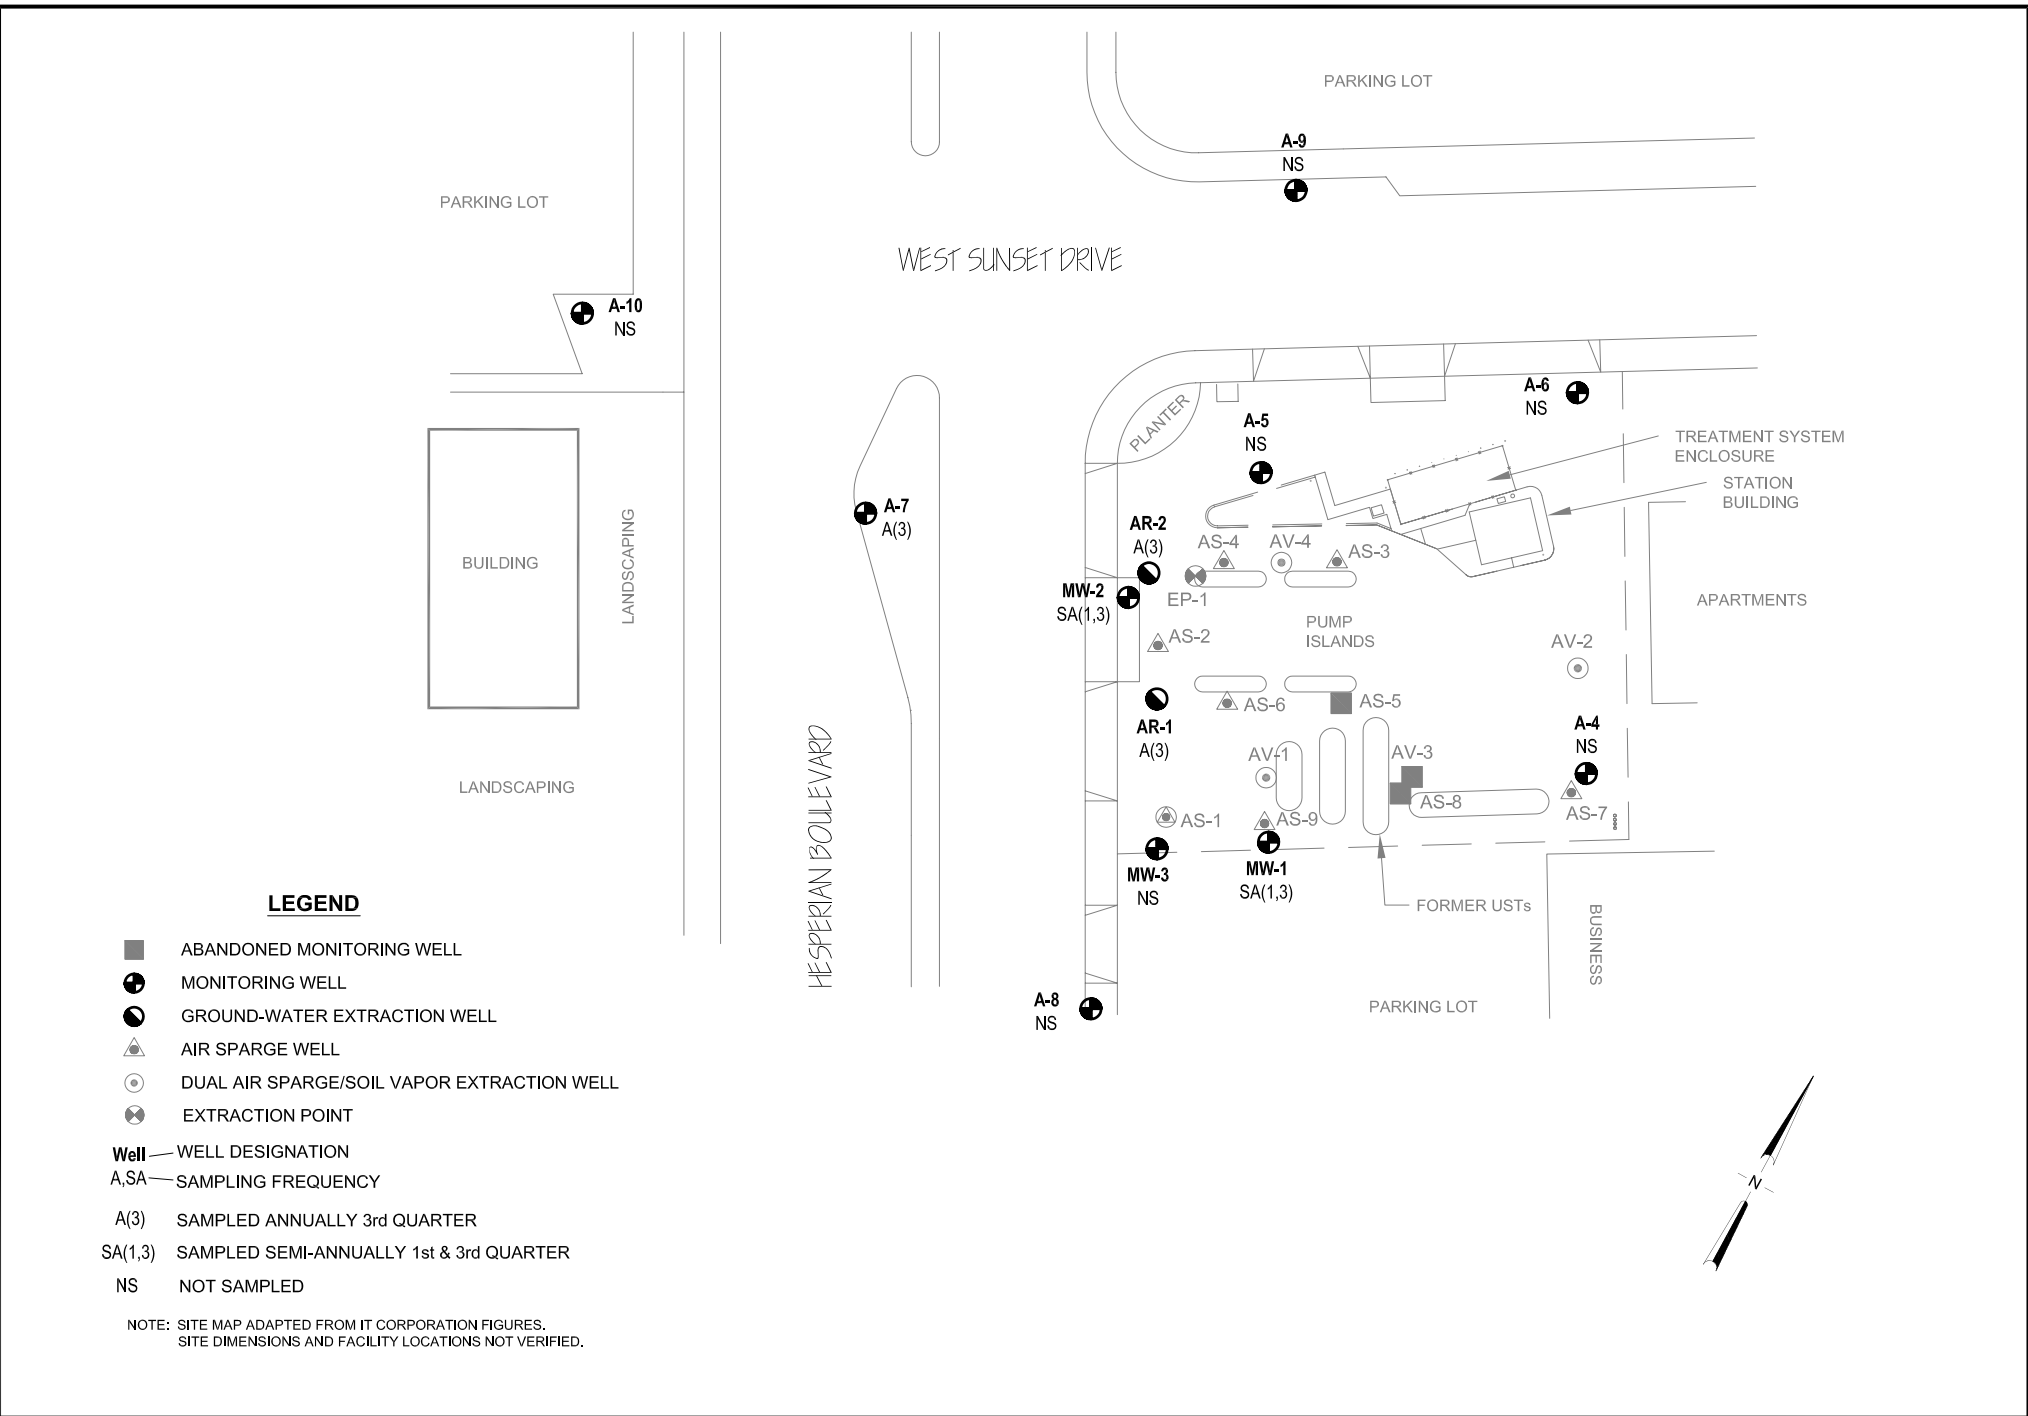 PARKING LOT
A-9
NS
PARKING LOT
WEST SUNSET DRIVE
A-10
NS
A-6
NS
PLANTER
A-5
NS
TREATMENT SYSTEM
ENCLOSURE
STATION
BUILDING
A-7
A(3)
AR-2
A(3)
AS-4
AV-4
AS-3
BUILDING
LANDSCAPING
MW-2
SA(1,3)
EP-1
APARTMENTS
PUMP
ISLANDS
AS-2
AV-2
AS-6
AS-5
AR-1
A(3)
A-4
NS
HESPERIAN BOULEVARD
AV-1
AV-3
LANDSCAPING
AS-8
AS-7
AS-1
AS-9
MW-3
NS
MW-1
SA(1,3)
FORMER USTs
BUSINESS
A-8
NS
PARKING LOT
LEGEND
ABANDONED MONITORING WELL
MONITORING WELL
GROUND-WATER EXTRACTION WELL
AIR SPARGE WELL
DUAL AIR SPARGE/SOIL VAPOR EXTRACTION WELL
EXTRACTION POINT
Well WELL DESIGNATION
A,SA SAMPLING FREQUENCY
A(3) SAMPLED ANNUALLY 3rd QUARTER
SA(1,3) SAMPLED SEMI-ANNUALLY 1st & 3rd QUARTER
NS NOT SAMPLED
NOTE: SITE MAP ADAPTED FROM IT CORPORATION FIGURES.
SITE DIMENSIONS AND FACILITY LOCATIONS NOT VERIFIED.
N